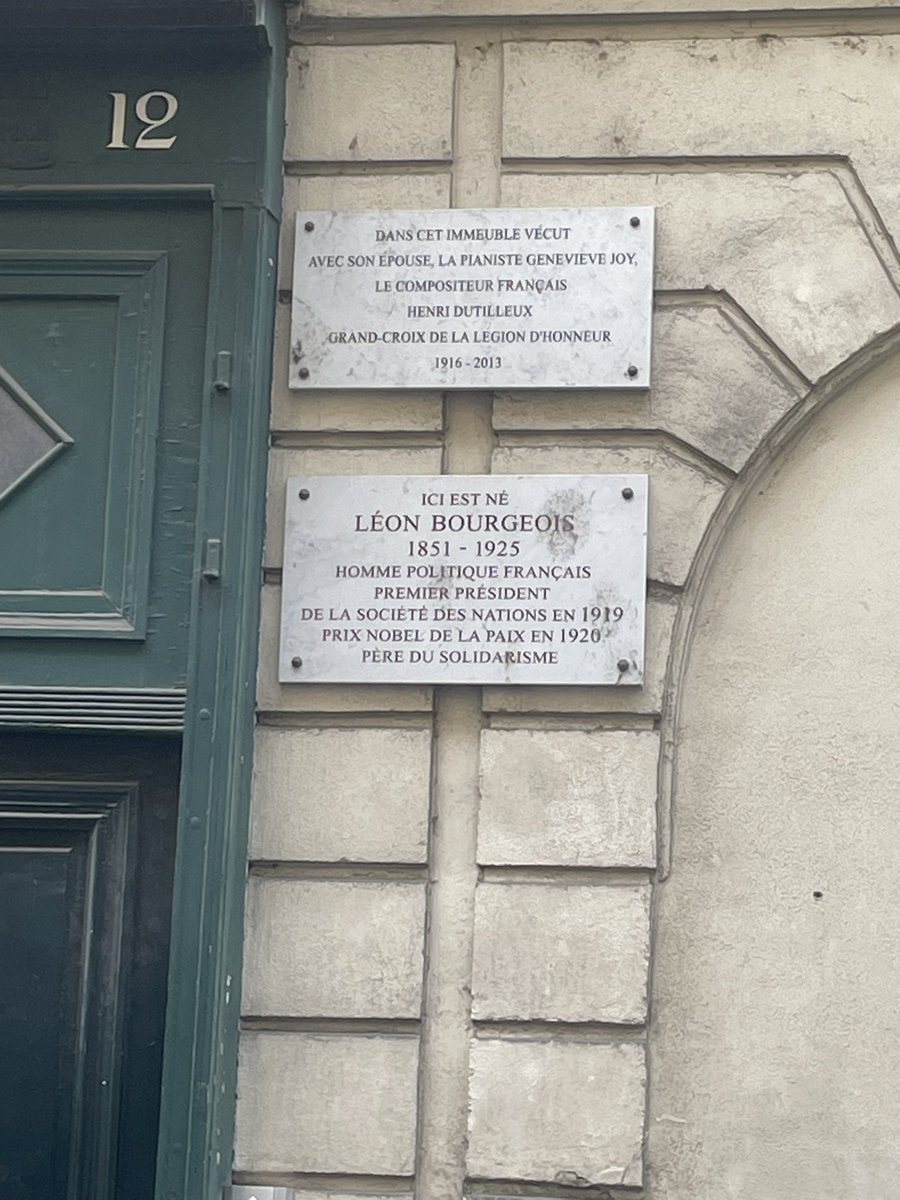 12
DANS CET IMMEUBLE VÉCUT
AVEC SON ÉPOUSE, LA PIANISTE GENEVIÈVE JOY,
LE COMPOSITEUR FRANÇAIS
HENRI DUTILLEUX
GRAND-CROIX DE LA LÉGION D'HONNEUR
1916 - 2013
ICI EST NÉ
LÉON BOURGEOIS
1851 - 1925
HOMME POLITIQUE FRANÇAIS
PREMIER PRÉSIDENT
DE LA SOCIÉTÉ DES NATIONS EN 1919
PRIX NOBEL DE LA PAIX EN 1920
PÈRE DU SOLIDARISME